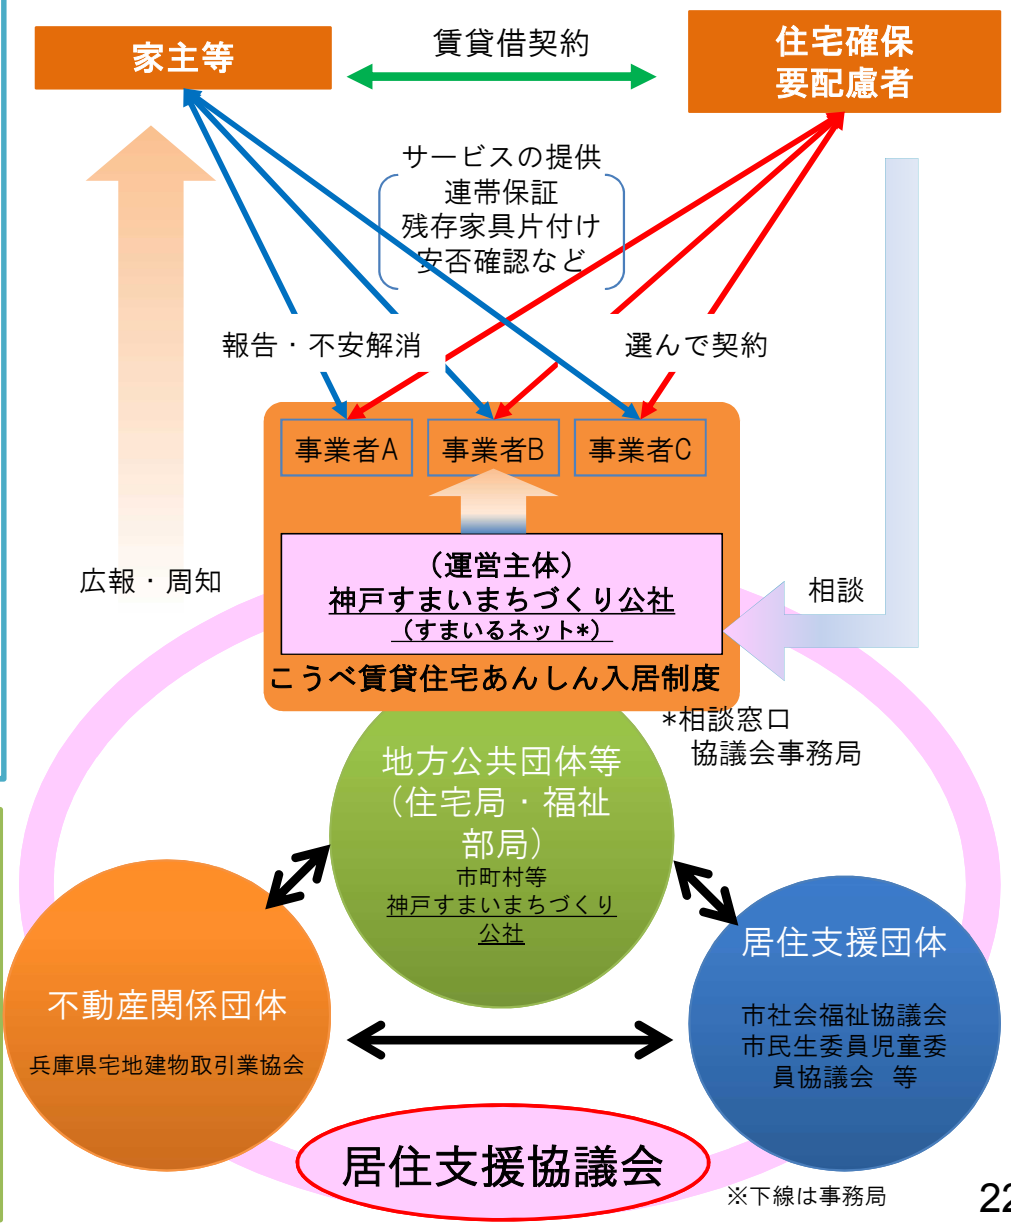 家主等
賃貸借契約
住宅確保
要配慮者
サービスの提供
連帯保証
残存家具片付け
安否確認など
報告・不安解消
選んで契約
事業者A
事業者B
事業者C
広報・周知
(運営主体)
神戸すまいまちづくり公社
(すまいるネット*)
こうべ賃貸住宅あんしん入居制度
相談
*相談窓口
協議会事務局
地方公共団体等
(住宅局・福祉
部局)
市町村等
神戸すまいまちづくり
公社
不動産関係団体
兵庫県宅地建物取引業協会
居住支援団体
市社会福祉協議会
市民生委員児童委
員協議会 等
居住支援協議会
※下線は事務局
22